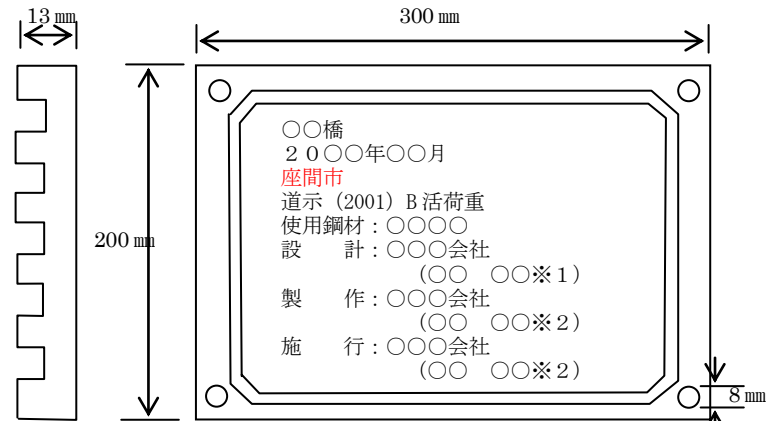 13㎜
300㎜
○○橋
２０○○年○○月
座間市
道示（2001）B活荷重
使用鋼材：○○○○
200㎜
設　　計：○○○会社
（○○　○○※１）
製　　作：○○○会社
（○○　○○※２）
施　　行：○○○会社
（○○　○○※２）
8㎜